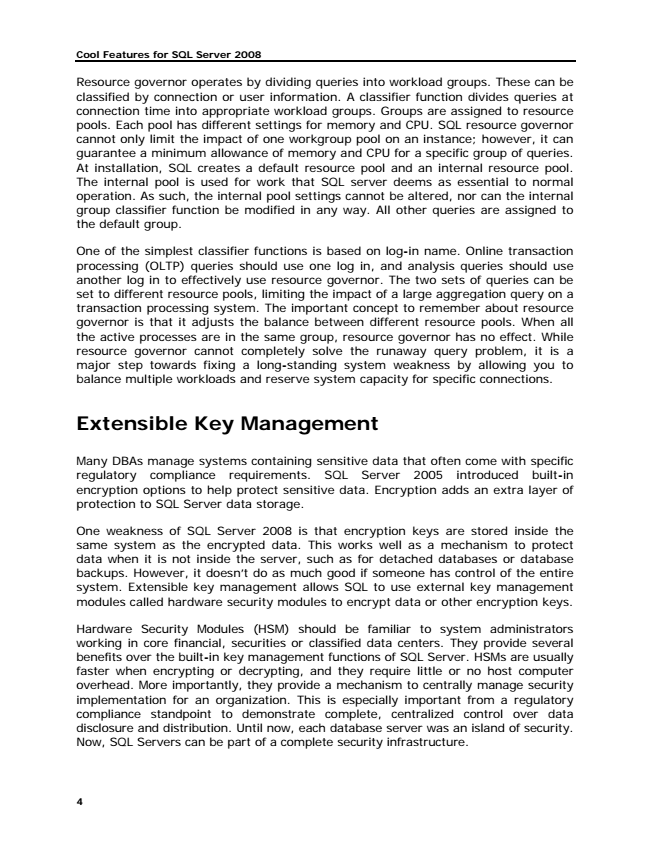 Cool Features for SQL Server 2008
Resource governor operates by dividing queries into workload groups. These can be
classified by connection or user information. A classifier function divides queries at
connection time into appropriate workload groups. Groups are assigned to resource
pools. Each pool has different settings for memory and CPU. SQL resource governor
cannot only limit the impact of one workgroup pool on an instance; however, it can
guarantee a minimum allowance of memory and CPU for a specific group of queries.
At installation, SQL creates a default resource pool and an internal resource pool.
The internal pool is used for work that SQL server deems as essential to normal
operation. As such, the internal pool settings cannot be altered, nor can the internal
group classifier function be modified in any way. All other queries are assigned to
the default group.
One of the simplest classifier functions is based on log-in name. Online transaction
processing (OLTP) queries should use one log in, and analysis queries should use
another log in to effectively use resource governor. The two sets of queries can be
set to different resource pools, limiting the impact of a large aggregation query on a
transaction processing system. The important concept to remember about resource
governor is that it adjusts the balance between different resource pools. When all
the active processes are in the same group, resource governor has no effect. While
resource governor cannot completely solve the runaway query problem, it is a
major step towards fixing a long-standing system weakness by allowing you to
balance multiple workloads and reserve system capacity for specific connections.
Extensible Key Management
Many DBAs manage systems containing sensitive data that often come with specific
regulatory compliance requirements. SQL Server 2005 introduced built-in
encryption options to help protect sensitive data. Encryption adds an extra layer of
protection to SQL Server data storage.
One weakness of SQL Server 2008 is that encryption keys are stored inside the
same system as the encrypted data. This works well as a mechanism to protect
data when it is not inside the server, such as for detached databases or database
backups. However, it doesn't do as much good if someone has control of the entire
system. Extensible key management allows SQL to use external key management
modules called hardware security modules to encrypt data or other encryption keys.
Hardware Security Modules (HSM) should be familiar to system administrators
working in core financial, securities or classified data centers. They provide several
benefits over the built-in key management functions of SQL Server. HSMs are usually
faster when encrypting or decrypting, and they require little or no host computer
overhead. More importantly, they provide a mechanism to centrally manage security
implementation for an organization. This is especially important from a regulatory
compliance standpoint to demonstrate complete, centralized control over data
disclosure and distribution. Until now, each database server was an island of security.
Now, SQL Servers can be part of a complete security infrastructure.
4